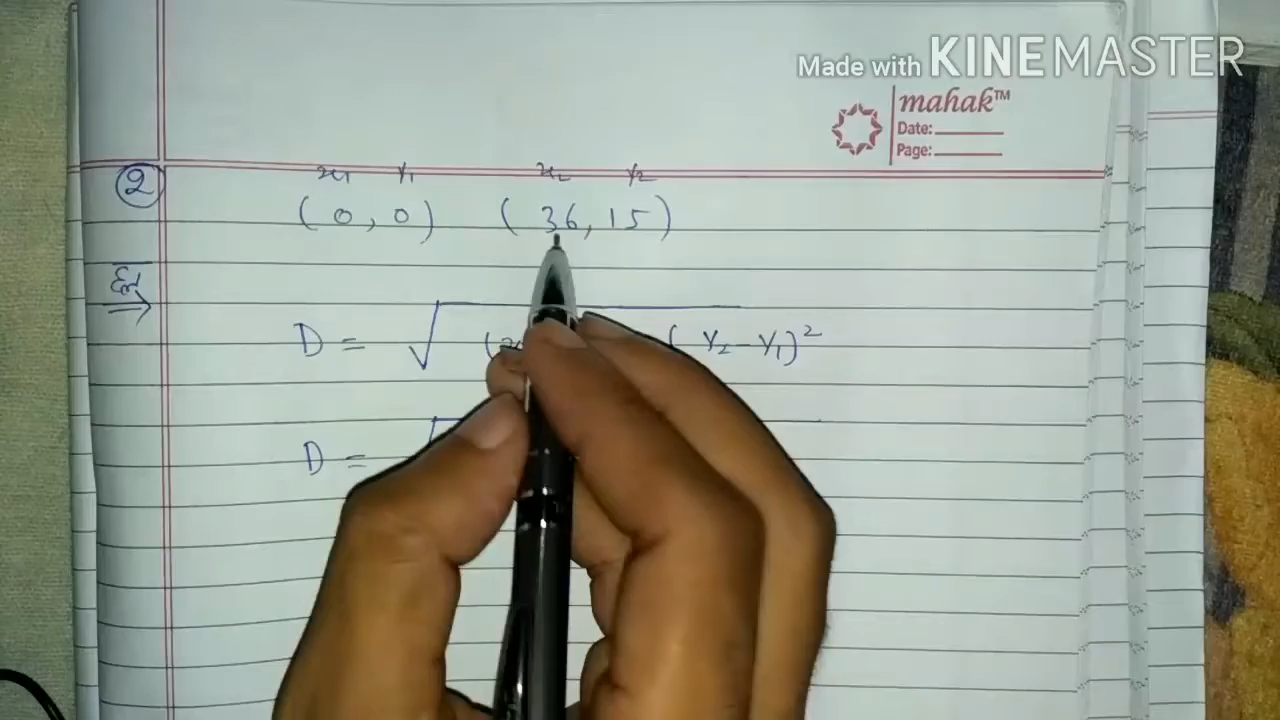 Made with KINEMASTER
mahak™
Date:
Page:
x₁ y₁ x₂ y₂
② (0, 0) (36, 15)
D = √ (x ( y₂ - y₁)²
D = √